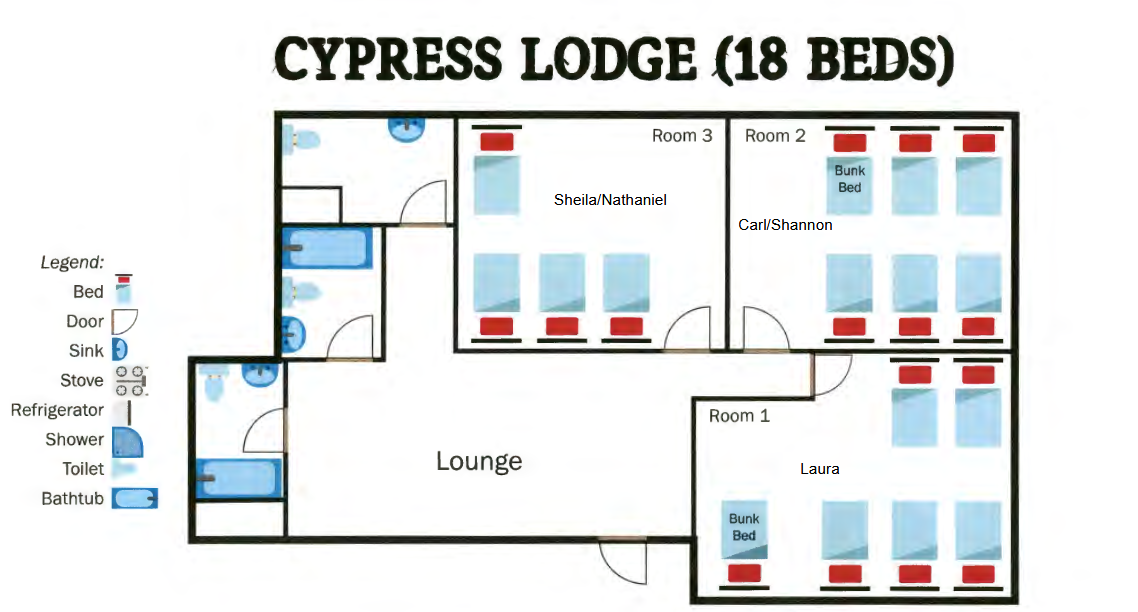 CYPRESS LODGE (18 BEDS)
Room 3
Room 2
Bunk
Bed
Sheila/Nathaniel
Carl/Shannon
Legend:
Bed
Door
Sink
Stove
Refrigerator
Shower
Toilet
Bathtub
Room 1
Lounge
Laura
Bunk
Bed